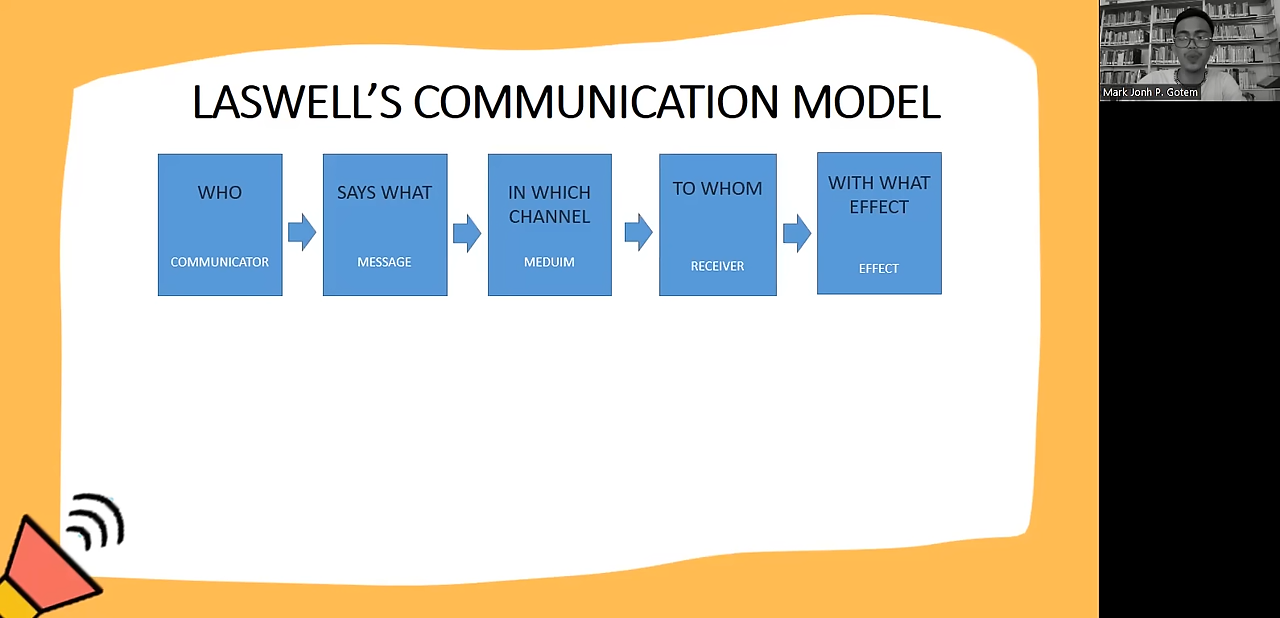 LASWELL’S COMMUNICATION MODEL
WHO
COMMUNICATOR
SAYS WHAT
MESSAGE
IN WHICH
CHANNEL
MEDUIM
TO WHOM
RECEIVER
WITH WHAT
EFFECT
EFFECT
Mark Jonh P. Gotem